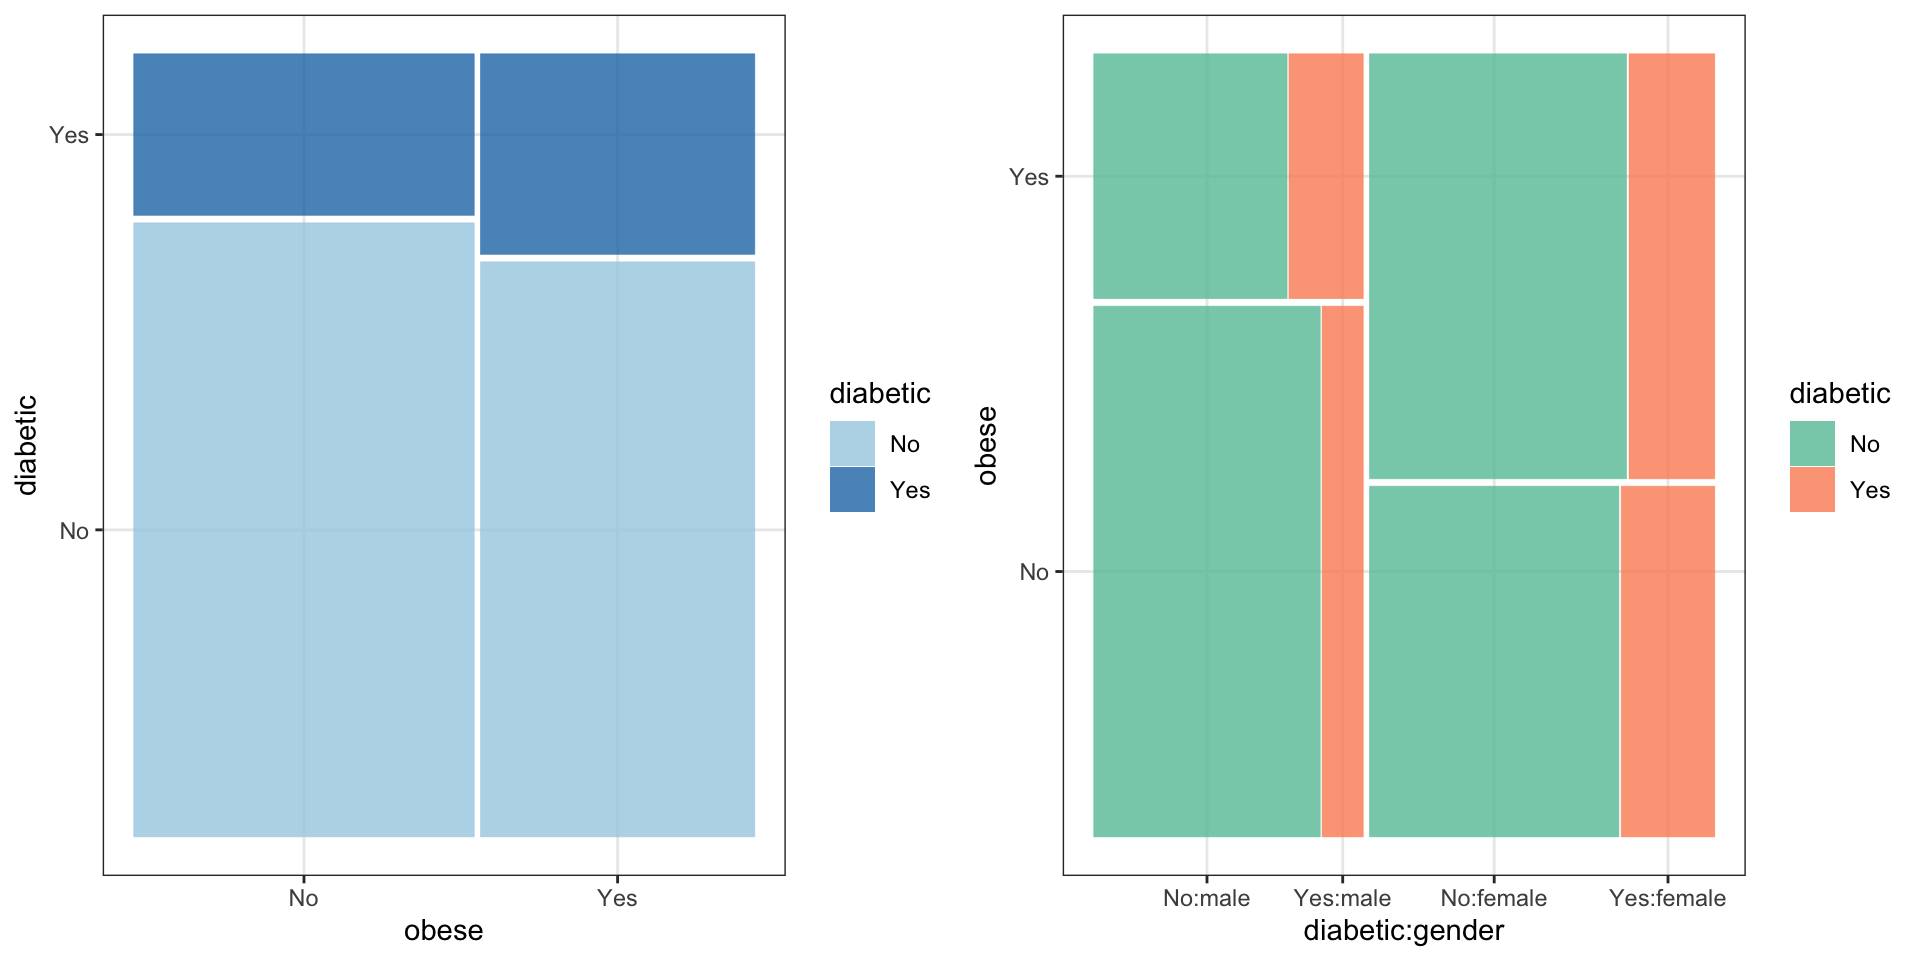 diabetic
Yes
No
No
Yes
obese
diabetic
No
Yes
obese
Yes
No
No:male
Yes:male
No:female
Yes:female
diabetic:gender
diabetic
No
Yes